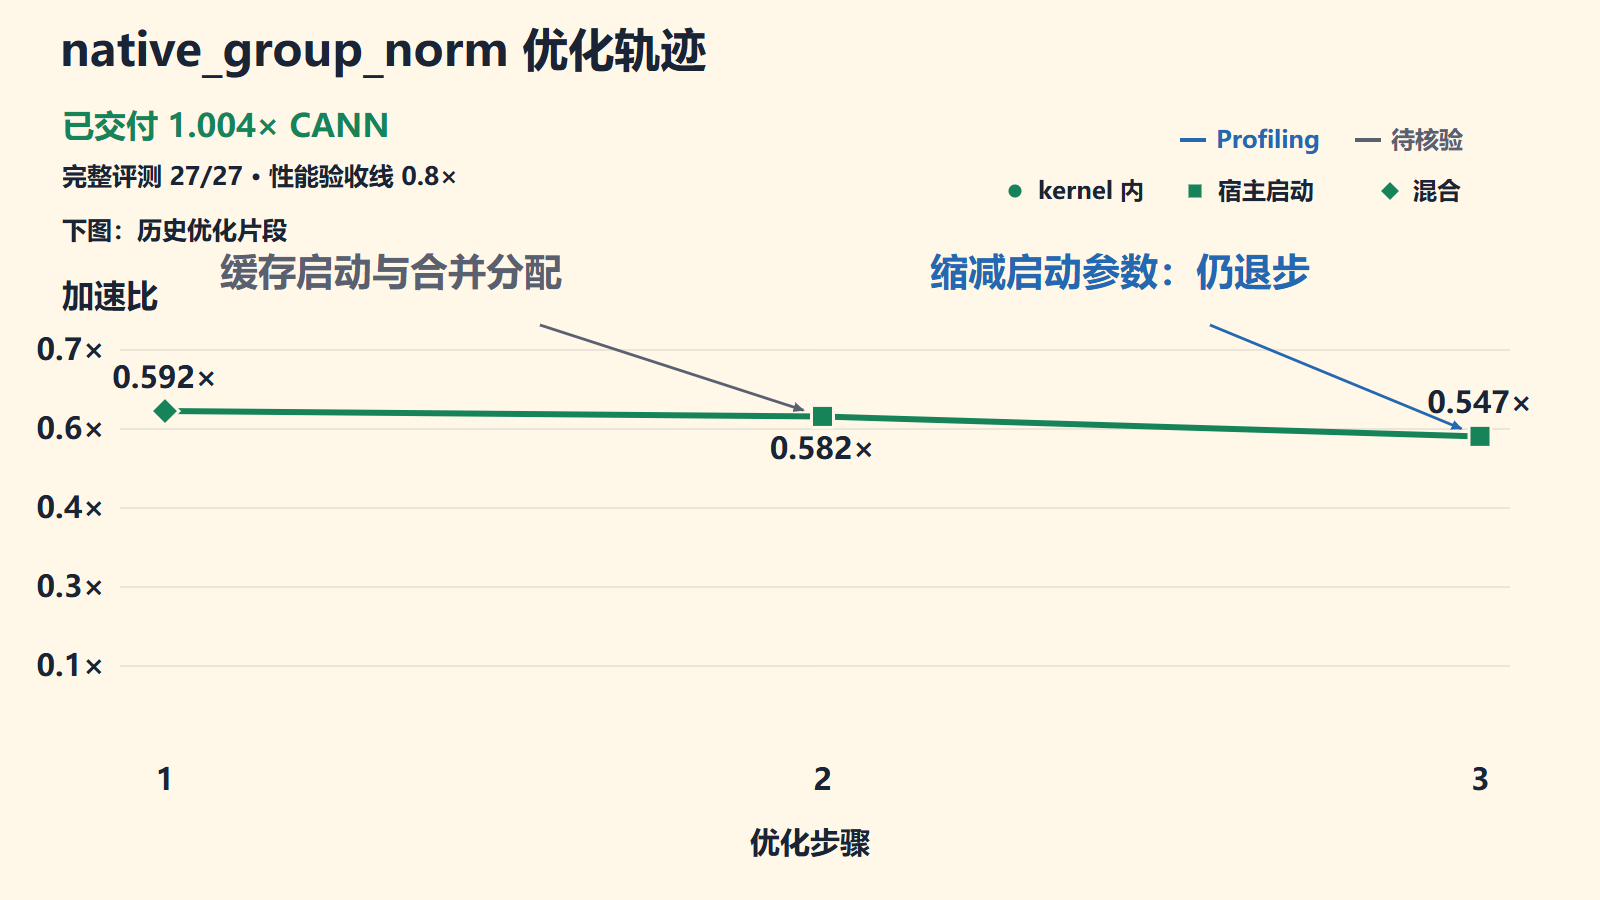 native_group_norm 优化轨迹
已交付 1.004× CANN
完整评测 27/27 · 性能验收线 0.8×
Profiling
待核验
kernel 内
宿主启动
混合
下图：历史优化片段
缓存启动与合并分配
缩减启动参数：仍退步
加速比
0.7×
0.592×
0.547×
0.6×
0.582×
0.4×
0.3×
0.1×
1
2
3
优化步骤